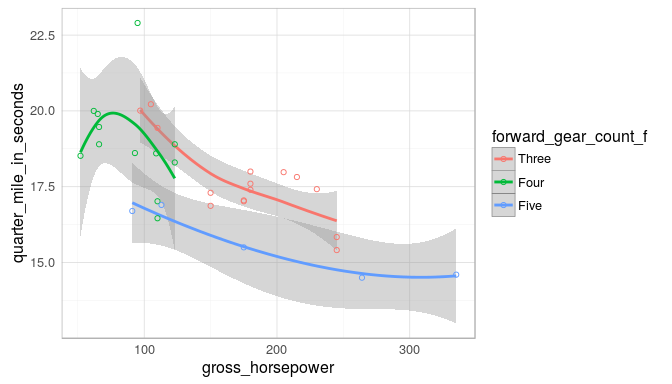 22.5
20.0
17.5
15.0
quarter_mile_in_seconds
100
200
300
gross_horsepower
forward_gear_count_f
Three
Four
Five